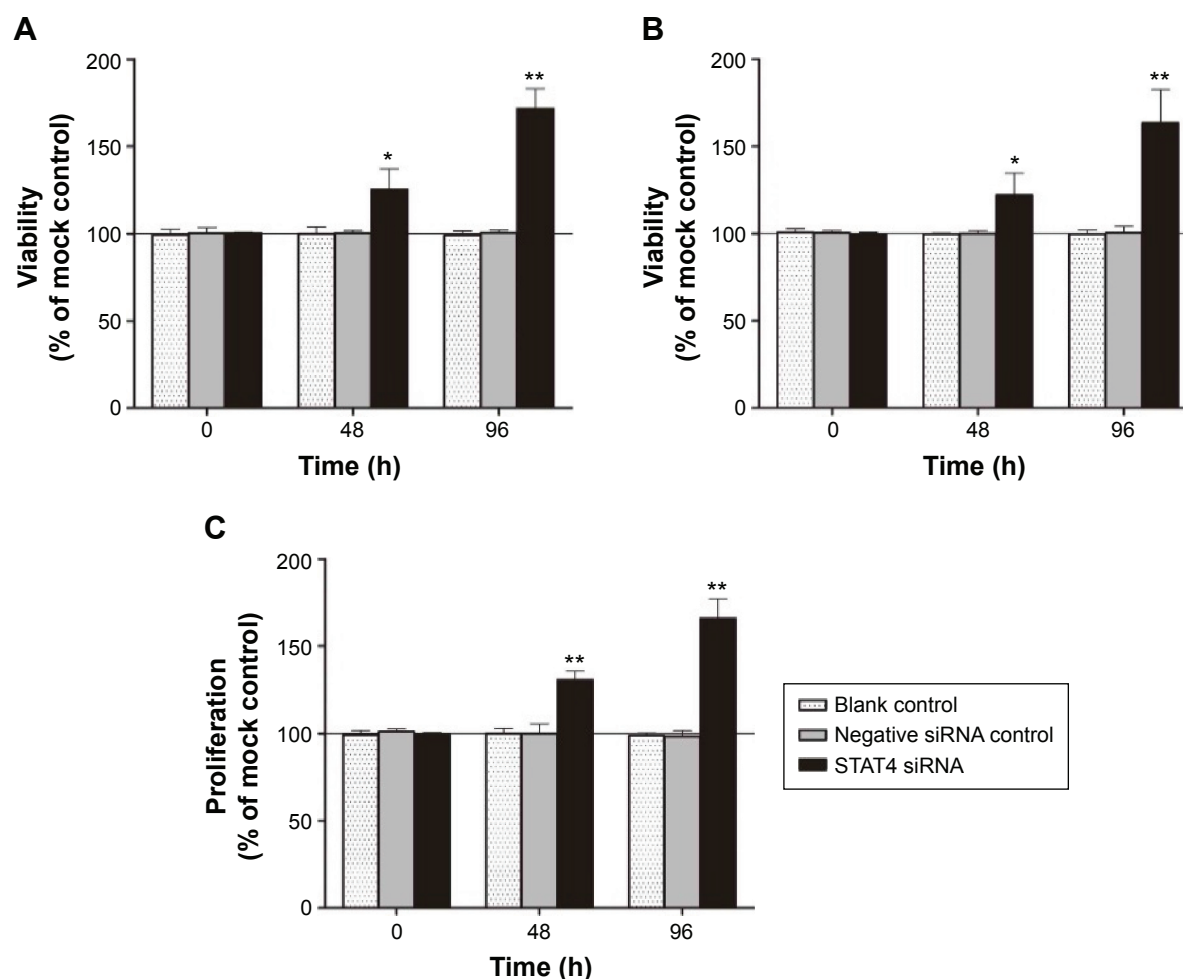 A
Viability
(% of mock control)
200
150
100
50
0
*
**
0 48 96
Time (h)
B
Viability
(% of mock control)
200
150
100
50
0
*
**
0 48 96
Time (h)
C
Proliferation
(% of mock control)
200
150
100
50
0
**
**
0 48 96
Time (h)
Blank control
Negative siRNA control
STAT4 siRNA